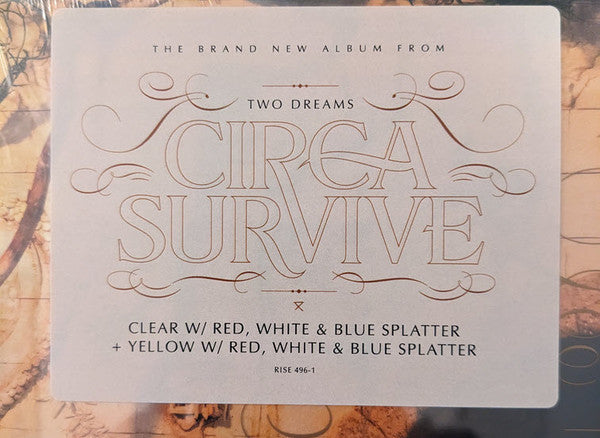 THE BRAND NEW ALBUM FROM
TWO DREAMS
CIRCA
SURVIVE
CLEAR W/ RED, WHITE & BLUE SPLATTER
+ YELLOW W/ RED, WHITE & BLUE SPLATTER
RISE 496-1